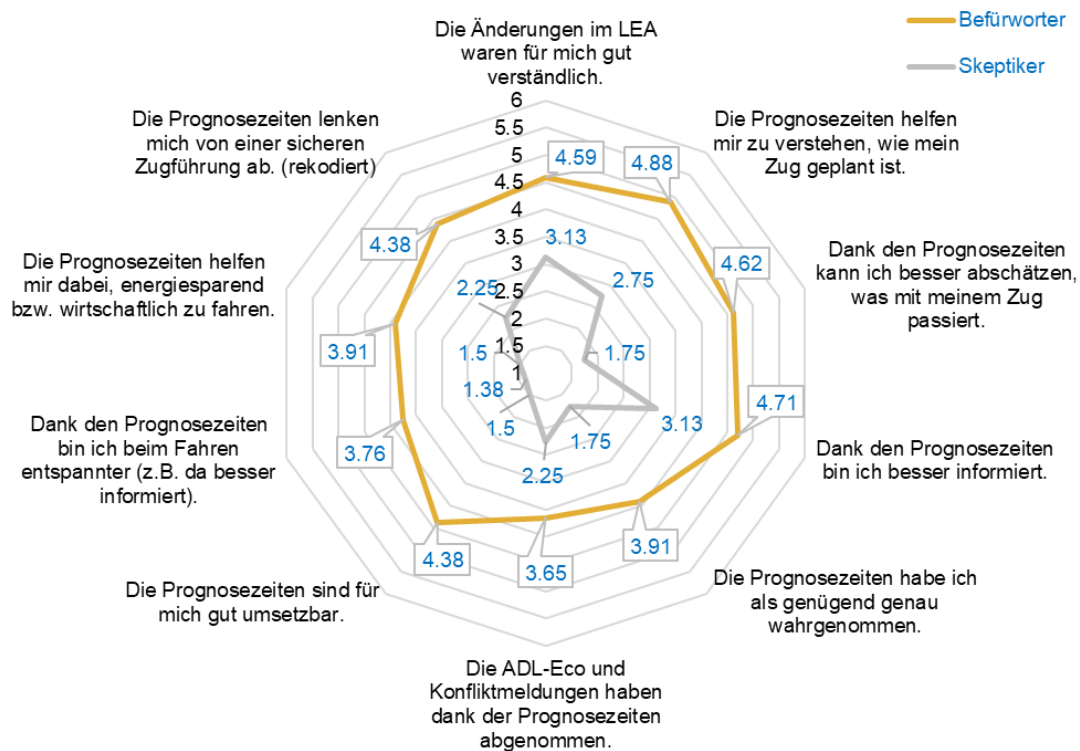 Befürworter
Skeptiker
Die Änderungen im LEA
waren für mich gut
verständlich.
Die Prognosezeiten helfen
mir zu verstehen, wie mein
Zug geplant ist.
Dank den Prognosezeiten
kann ich besser abschätzen,
was mit meinem Zug
passiert.
Dank den Prognosezeiten
bin ich besser informiert.
Die Prognosezeiten habe ich
als genügend genau
wahrgenommen.
Die ADL-Eco und
Konfliktmeldungen haben
dank der Prognosezeiten
abgenommen.
Die Prognosezeiten sind für
mich gut umsetzbar.
Dank den Prognosezeiten
bin ich beim Fahren
entspannter (z.B. da besser
informiert).
Die Prognosezeiten helfen
mir dabei, energiesparend
bzw. wirtschaftlich zu fahren.
Die Prognosezeiten lenken
mich von einer sicheren
Zugführung ab. (rekodiert)
6
5.5
5
4.5
4
3.5
3
2.5
2
1.5
1
4.59
4.88
4.62
4.71
3.91
3.65
4.38
3.76
3.91
4.38
3.13
2.75
1.75
3.13
1.75
2.25
1.5
1.38
1.5
2.25